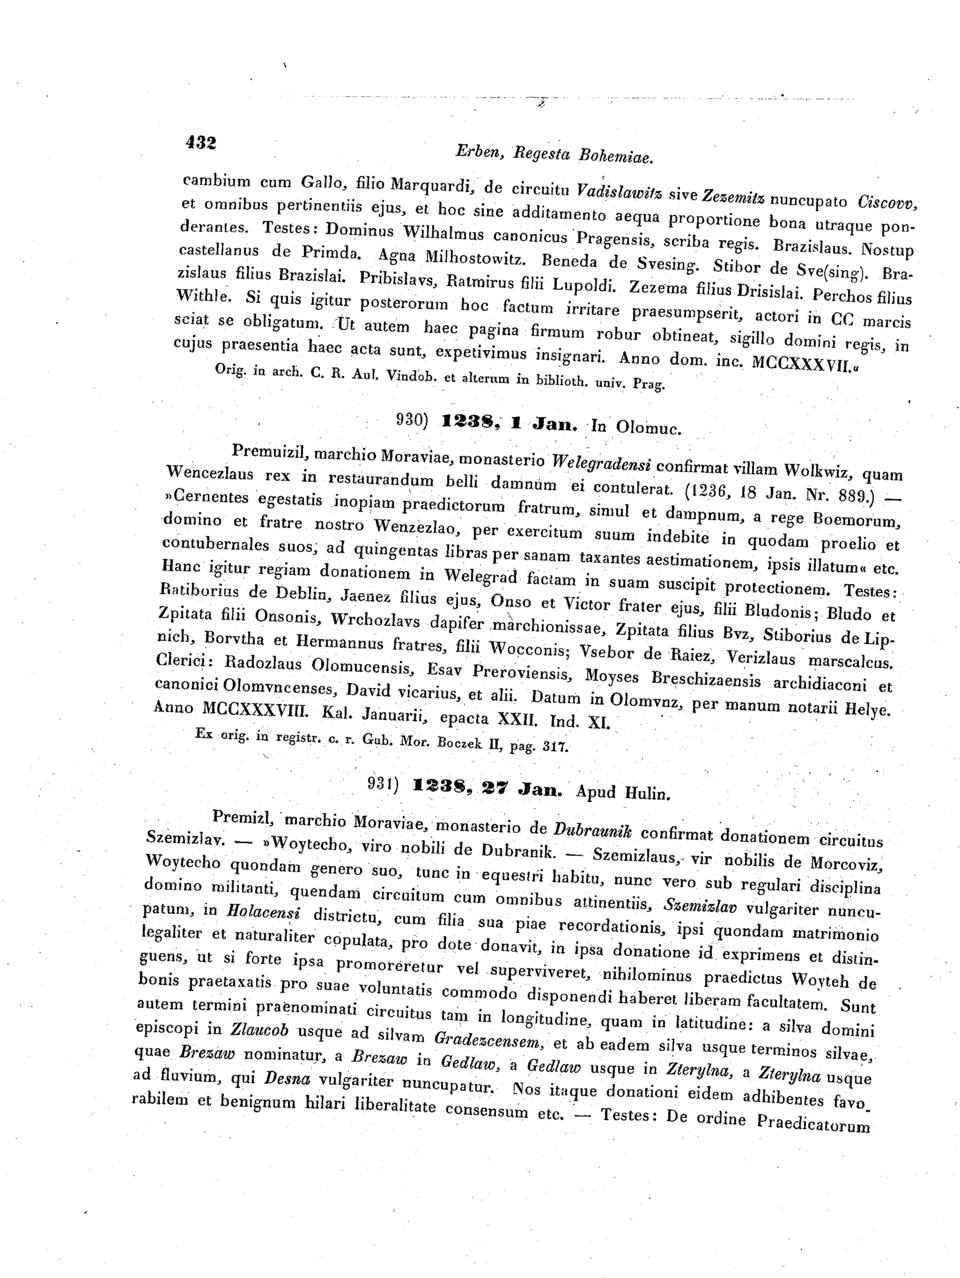 432
Erben, Regesta Bohemiae.
cambium cum Gallo, filio Marquardi, de circuitu Vadislawitz sive Zezemitz nuncupato Ciscovv,
et omnibus pertinentiis ejus, et hoc sine additamento aequa proportione bona utraque pon-
derantes. Testes: Dominus Wilhalmus canonicus Pragensis, scriba regis. Brazislaus. Nostup
castellanus de Primda. Agna Milhostowitz. Beneda de Svesing. Stibor de Sve(sing). Bra-
zislaus filius Brazislai. Pribislavs, Ratmirus filii Lupoldi. Zezema filius Drisislai. Perchos filius
Withle. Si quis igitur posterorum hoc factum irritare praesumpserit, actori in CC marcis
sciat se obligatum. Ut autem haec pagina firmum robur obtineat, sigillo domini regis, in
cujus praesentia haec acta sunt, expetivimus insignari. Anno dom. inc. MCCXXXVII.«
Orig. in arch. C. R. Aul. Vindob. et alterum in biblioth. univ. Prag.
930) 1238, 1 Jan. In Olomuc.
Premuizil, marchio Moraviae, monasterio Welegradensi confirmat villam Wolkwiz, quam
Wencezlaus rex in restaurandum belli damnum ei contulerat. (1236, 18 Jan. Nr. 889.) —
»Cernentes egestatis inopiam praedictorum fratrum, simul et dampnum, a rege Boemorum,
domino et fratre nostro Wenzezlao, per exercitum suum indebite in quodam proelio et
contubernales suos, ad quingentas libras per sanam taxantes aestimationem, ipsis illatum« etc.
Hanc igitur regiam donationem in Welegrad factam in suam suscipit protectionem. Testes:
Ratiborius de Deblin, Jaenez filius ejus, Onso et Victor frater ejus, filii Bludonis; Bludo et
Zpitata filii Onsonis, Wrchozlavs dapifer marchionissae, Zpitata filius Bvz, Stiborius de Lip-
nich, Borvtha et Hermannus fratres, filii Wocconis; Vsebor de Raiez, Verizlaus marscalcus.
Clerici: Radozlaus Olomucensis, Esav Preroviensis, Moyses Breschizaensis archidiaconi et
canonici Olomvncenses, David vicarius, et alii. Datum in Olomvnz, per manum notarii Helye.
Anno MCCXXXVIII. Kal. Januarii, epacta XXII. Ind. XI.
Ex orig. in registr. c. r. Gub. Mor. Boczek II, pag. 317.
931) 1238, 27 Jan. Apud Hulin.
Premizl, marchio Moraviae, monasterio de Dubraunik confirmat donationem circuitus
Szemizlav. — »Woytecho, viro nobili de Dubranik. — Szemizlaus, vir nobilis de Morcoviz,
Woytecho quondam genero suo, tunc in equestri habitu, nunc vero sub regulari disciplina
domino militanti, quendam circuitum cum omnibus attinentiis, Szemizlav vulgariter nuncu-
patum, in Holacensi districtu, cum filia sua piae recordationis, ipsi quondam matrimonio
legaliter et naturaliter copulata, pro dote donavit, in ipsa donatione id exprimens et distin-
guens, ut si forte ipsa promoreretur vel superviveret, nihilominus praedictus Woyteh de
bonis praetaxatis pro suae voluntatis commodo disponendi haberet liberam facultatem. Sunt
autem termini praenominati circuitus tam in longitudine, quam in latitudine: a silva domini
episcopi in Zlaucob usque ad silvam Gradezcensem, et ab eadem silva usque terminos silvae,
quae Brezaw nominatur, a Brezaw in Gedlaw, a Gedlaw usque in Zterylna, a Zterylna usque
ad fluvium, qui Desna vulgariter nuncupatur. Nos itaque donationi eidem adhibentes favo-
rabilem et benignum hilari liberalitate consensum etc. — Testes: De ordine Praedicatorum